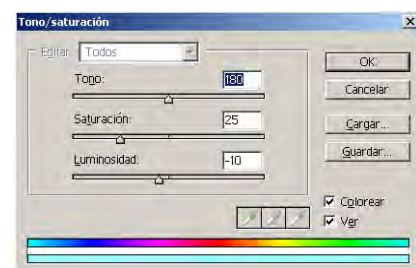 Tono/saturación
Editar: Todos
OK
Tono: 180
Cancelar
Saturación: 25
Cargar...
Guardar...
Luminosidad: -10
Colorear
Ver